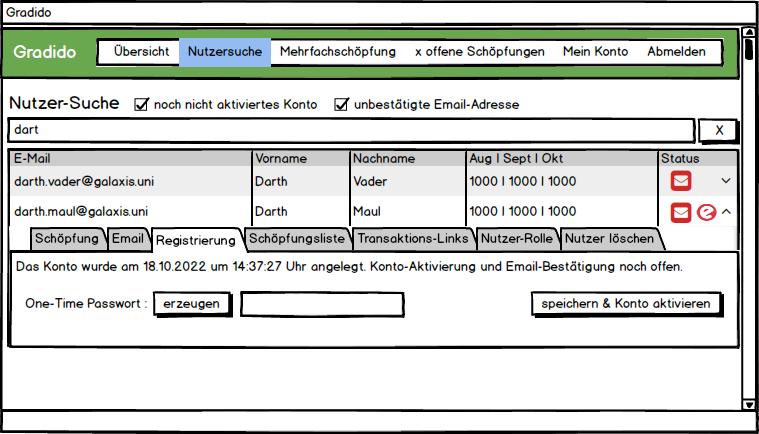 Gradido
Gradido Übersicht Nutzersuche Mehrfachschöpfung x offene Schöpfungen Mein Konto Abmelden
Nutzer-Suche noch nicht aktiviertes Konto unbestätigte Email-Adresse
dart X
E-Mail Vorname Nachname Aug | Sept | Okt Status
darth.vader@galaxis.uni Darth Vader 1000 | 1000 | 1000
darth.maul@galaxis.uni Darth Maul 1000 | 1000 | 1000
Schöpfung Email Registrierung Schöpfungsliste Transaktions-Links Nutzer-Rolle Nutzer löschen
Das Konto wurde am 18.10.2022 um 14:37:27 Uhr angelegt. Konto-Aktivierung und Email-Bestätigung noch offen.
One-Time Passwort : erzeugen speichern & Konto aktivieren